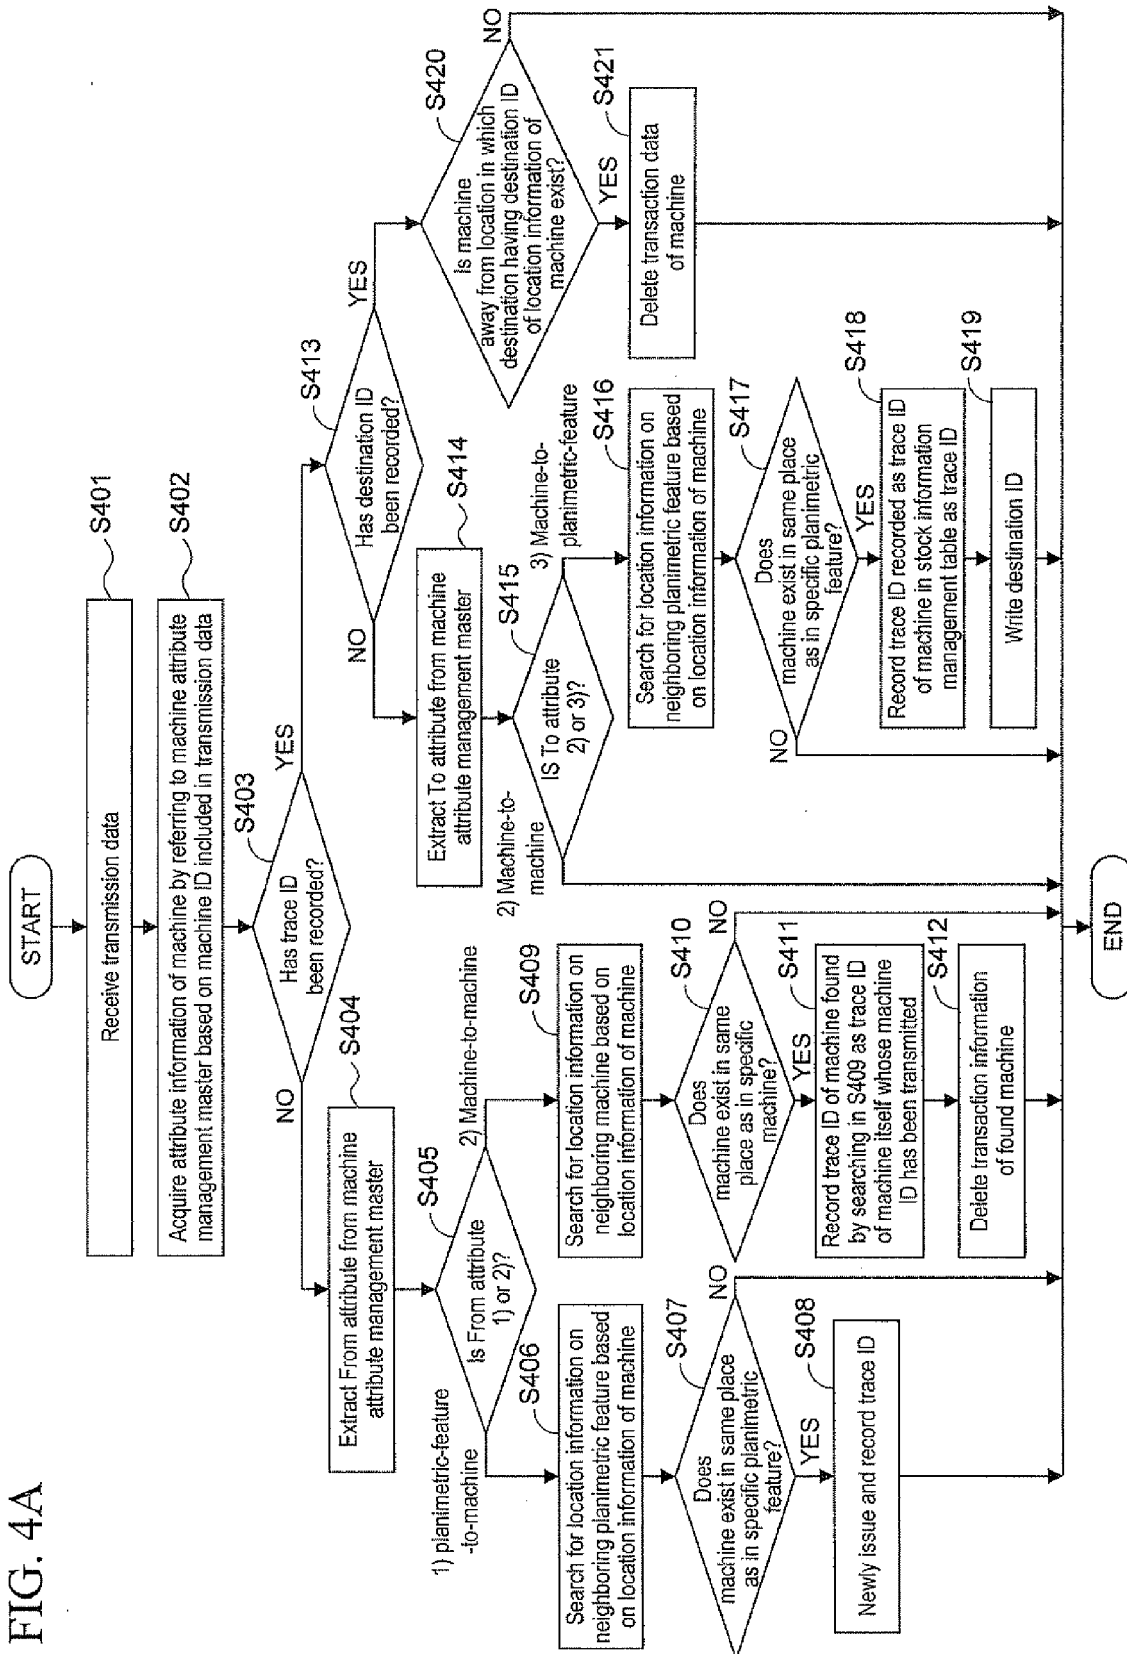 FIG. 4A
START
Receive transmission data
S401
Acquire attribute information of machine by referring to machine attribute
management master based on machine ID included in transmission data
S402
S403
Has trace ID
been recorded?
NO
YES
S404
Extract From attribute from machine
attribute management master
S405
Is From attribute
1) or 2)?
1) planimetric-feature
-to-machine
2) Machine-to-machine
S406
Search for location information on
neighboring planimetric feature based
on location information of machine
S407
Does
machine exist in same place
as in specific planimetric
feature?
NO
YES
S408
Newly issue and record trace ID
S409
Search for location information on
neighboring machine based on
location information of machine
S410
Does
machine exist in same
place as in specific
machine?
NO
YES
S411
Record trace ID of machine found
by searching in S409 as trace ID
of machine itself whose machine
ID has been transmitted
S412
Delete transaction information
of found machine
S413
Has destination ID
been recorded?
NO
YES
S414
Extract To attribute from machine
attribute management master
S415
IS To attribute
2) or 3)?
2) Machine-to-
machine
3) Machine-to-
planimetric-feature
S416
Search for location information on
neighboring planimetric feature based
on location information of machine
S417
Does
machine exist in same place
as in specific planimetric
feature?
NO
YES
S418
Record trace ID recorded as trace ID
of machine in stock information
management table as trace ID
S419
Write destination ID
S420
Is machine
away from location in which
destination having destination ID
of location information of
machine exist?
NO
YES
S421
Delete transaction data
of machine
END